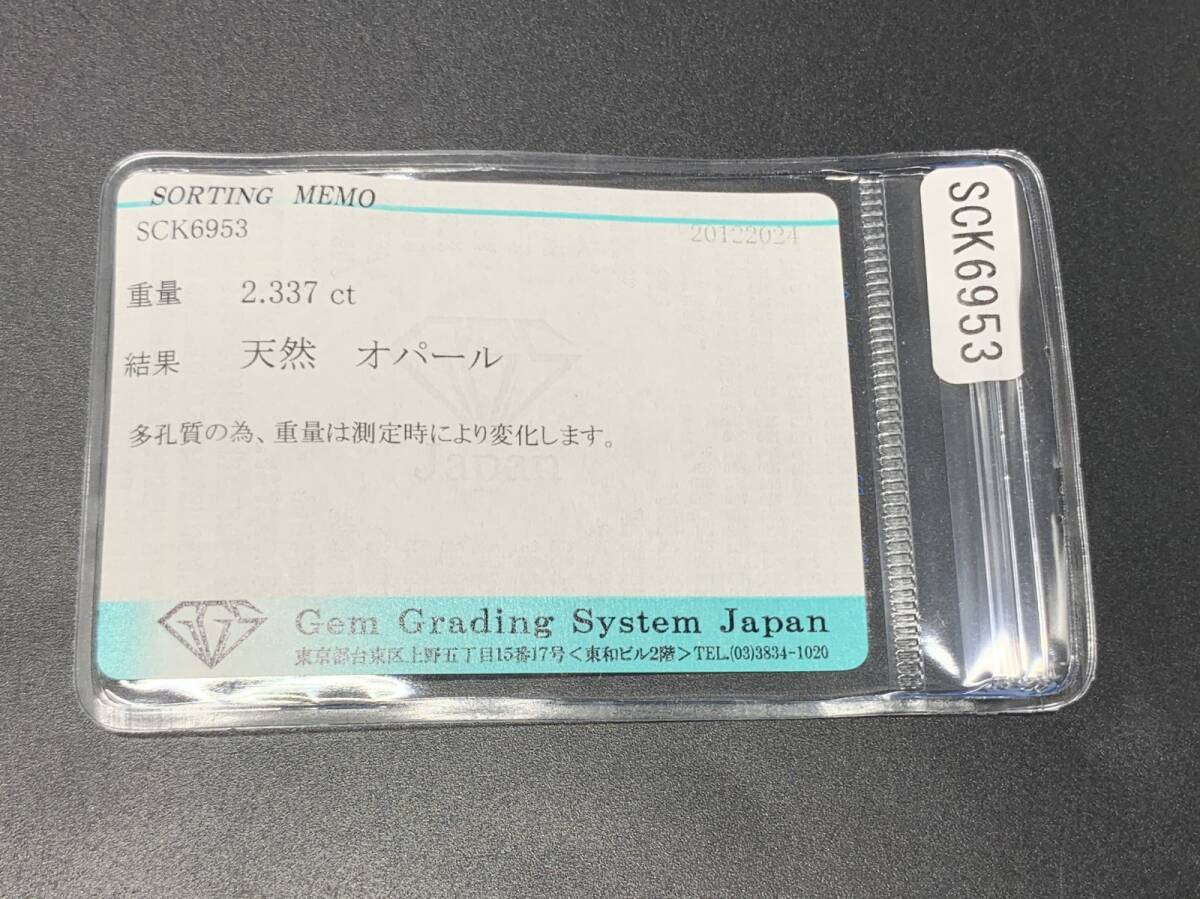 SORTING MEMO
SCK6953
20122024
重量 2.337 ct
結果 天然 オパール
多孔質の為、重量は測定時により変化します。
Japan
GGS
Gem Grading System Japan
東京都台東区上野五丁目15番17号＜東和ビル2階＞TEL.(03)3834-1020
SCK6953